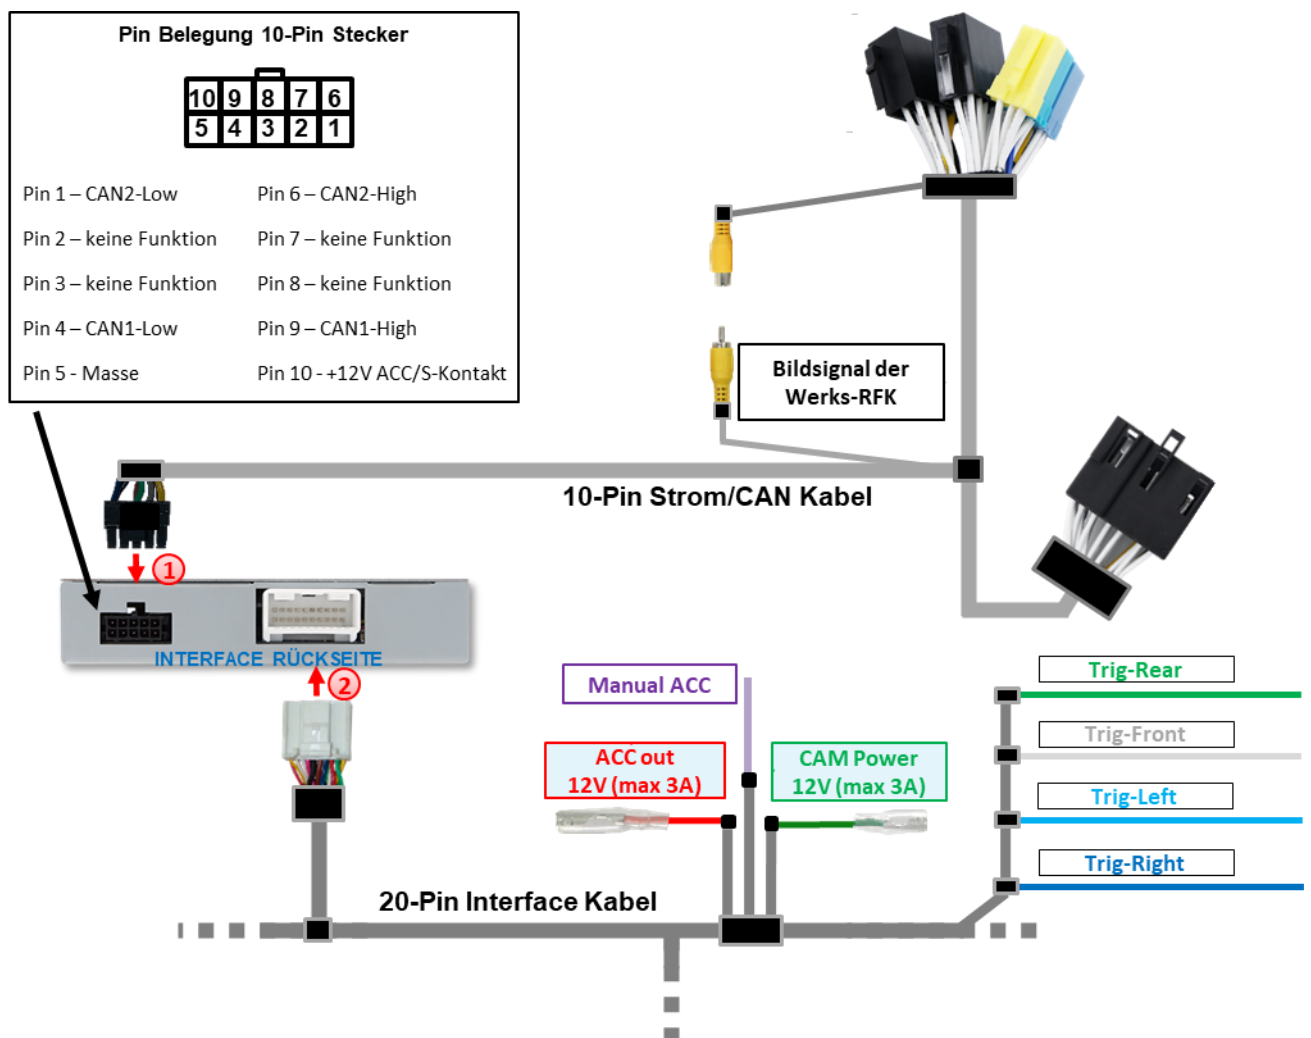 Pin Belegung 10-Pin Stecker
10 9 8 7 6
5 4 3 2 1
Pin 1 – CAN2-Low
Pin 6 – CAN2-High
Pin 2 – keine Funktion
Pin 7 – keine Funktion
Pin 3 – keine Funktion
Pin 8 – keine Funktion
Pin 4 – CAN1-Low
Pin 9 – CAN1-High
Pin 5 - Masse
Pin 10 - +12V ACC/S-Kontakt
Bildsignal der
Werks-RFK
10-Pin Strom/CAN Kabel
1
INTERFACE RÜCKSEITE
2
Manual ACC
ACC out
12V (max 3A)
CAM Power
12V (max 3A)
Trig-Rear
Trig-Front
Trig-Left
Trig-Right
20-Pin Interface Kabel